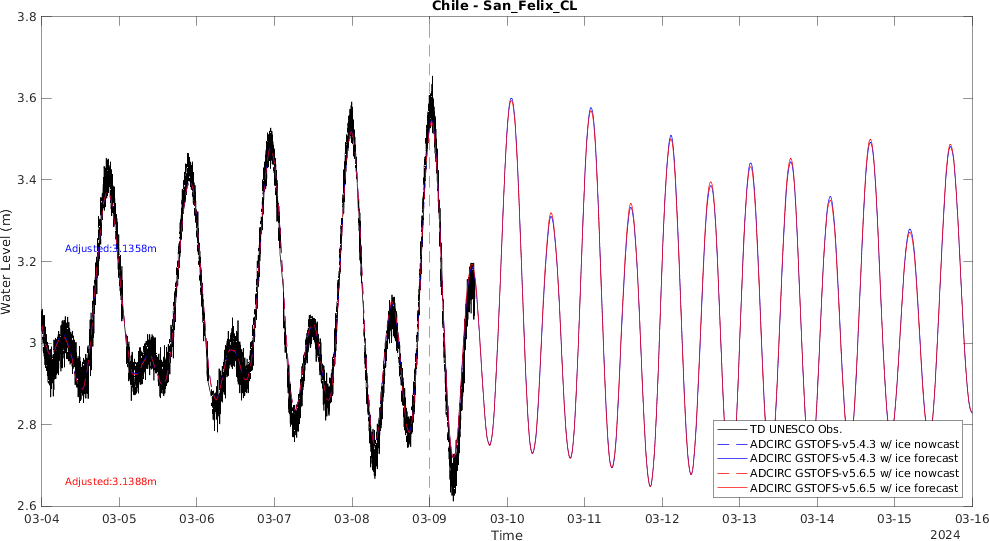 Chile - San_Felix_CL
3.8
3.6
3.4
3.2
3
2.8
2.6
Water Level (m)
Adjusted:3.1358m
Adjusted:3.1388m
TD UNESCO Obs.
ADCIRC GSTOFS-v5.4.3 w/ ice nowcast
ADCIRC GSTOFS-v5.4.3 w/ ice forecast
ADCIRC GSTOFS-v5.6.5 w/ ice nowcast
ADCIRC GSTOFS-v5.6.5 w/ ice forecast
03-04 03-05 03-06 03-07 03-08 03-09 03-10 03-11 03-12 03-13 03-14 03-15 03-16
Time
2024